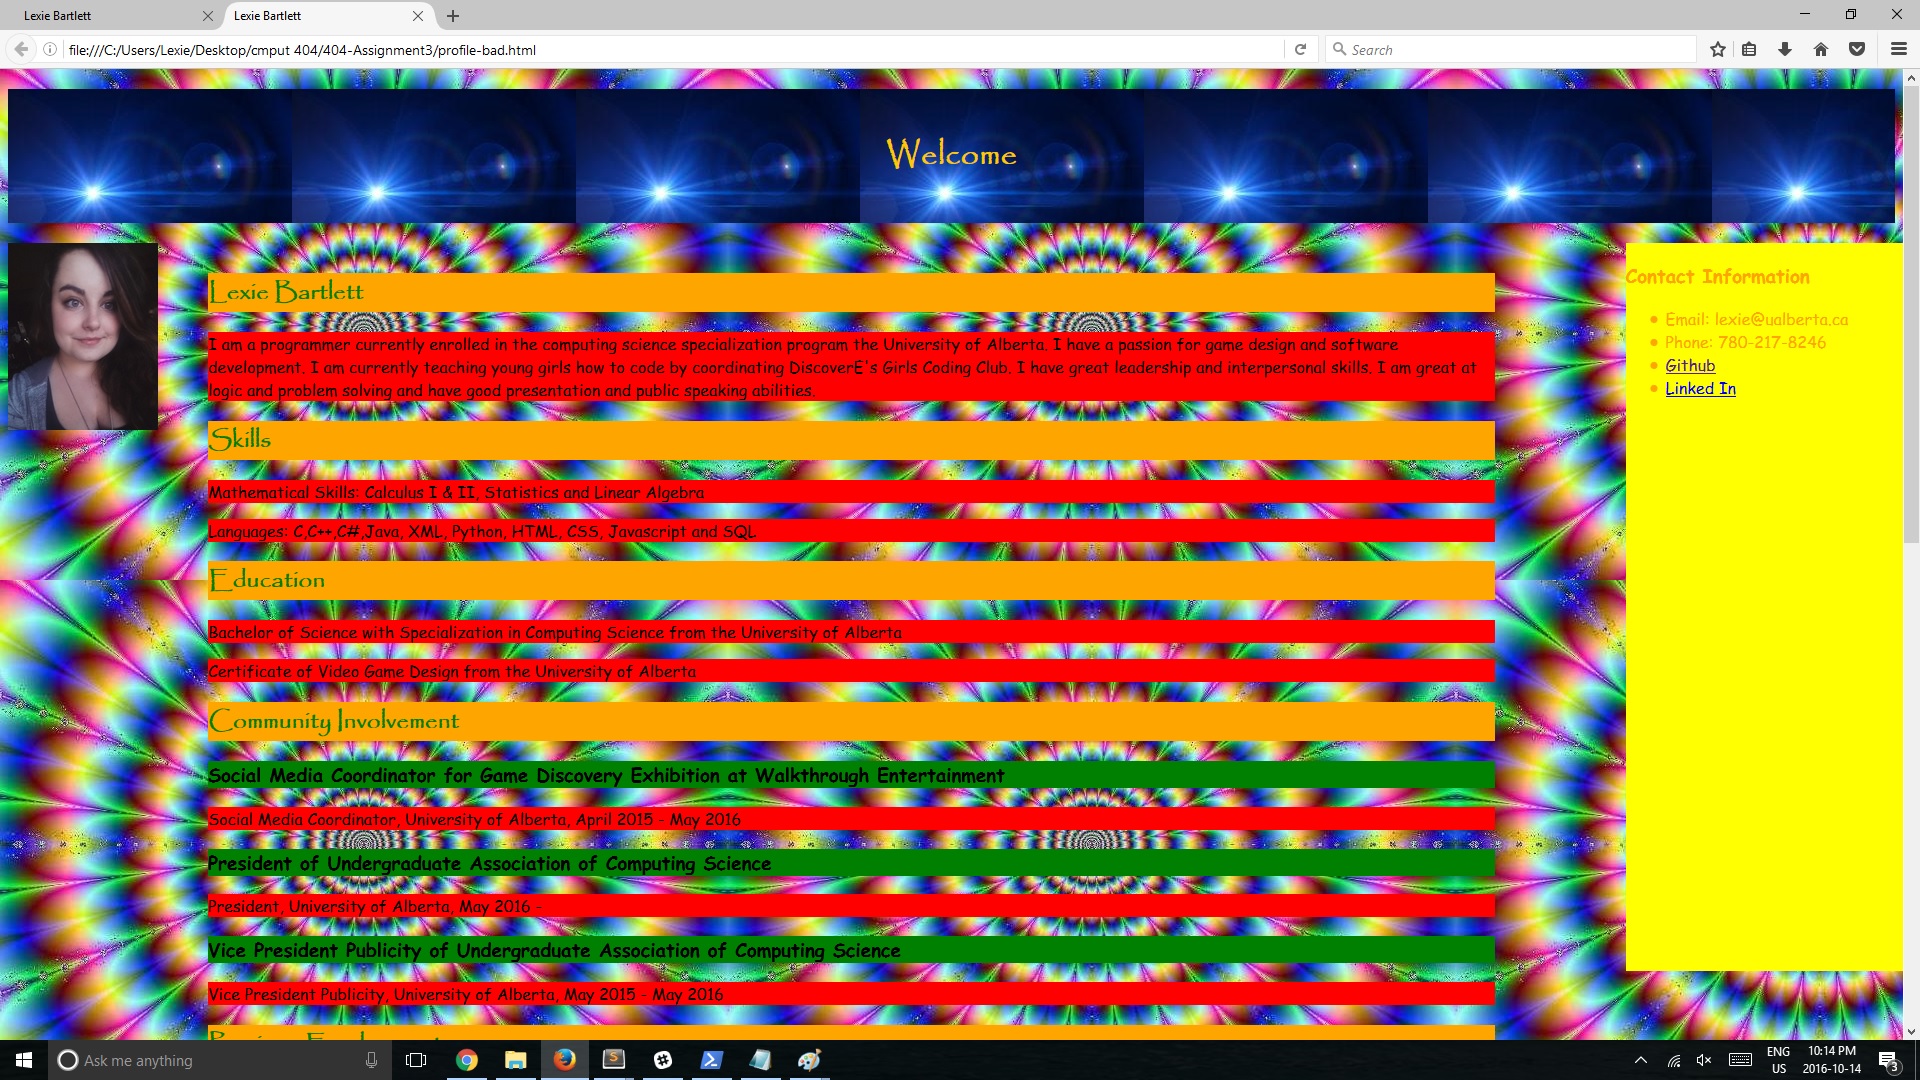 Lexie Bartlett
Lexie Bartlett
file:///C:/Users/Lexie/Desktop/cmput 404/404-Assignment3/profile-bad.html
Search
Welcome
Lexie Bartlett
I am a programmer currently enrolled in the computing science specialization program the University of Alberta. I have a passion for game design and software
development. I am currently teaching young girls how to code by coordinating DiscoverE's Girls Coding Club. I have great leadership and interpersonal skills. I am great at
logic and problem solving and have good presentation and public speaking abilities.
Skills
Mathematical Skills: Calculus I & II, Statistics and Linear Algebra
Languages: C,C++,C#,Java, XML, Python, HTML, CSS, Javascript and SQL
Education
Bachelor of Science with Specialization in Computing Science from the University of Alberta
Certificate of Video Game Design from the University of Alberta
Community Involvement
Social Media Coordinator for Game Discovery Exhibition at Walkthrough Entertainment
Social Media Coordinator, University of Alberta, April 2015 - May 2016
President of Undergraduate Association of Computing Science
President, University of Alberta, May 2016 -
Vice President Publicity of Undergraduate Association of Computing Science
Vice President Publicity, University of Alberta, May 2015 - May 2016
Contact Information
Email: lexie@ualberta.ca
Phone: 780-217-8246
Github
Linked In
Ask me anything
ENG
US
10:14 PM
2016-10-14
3